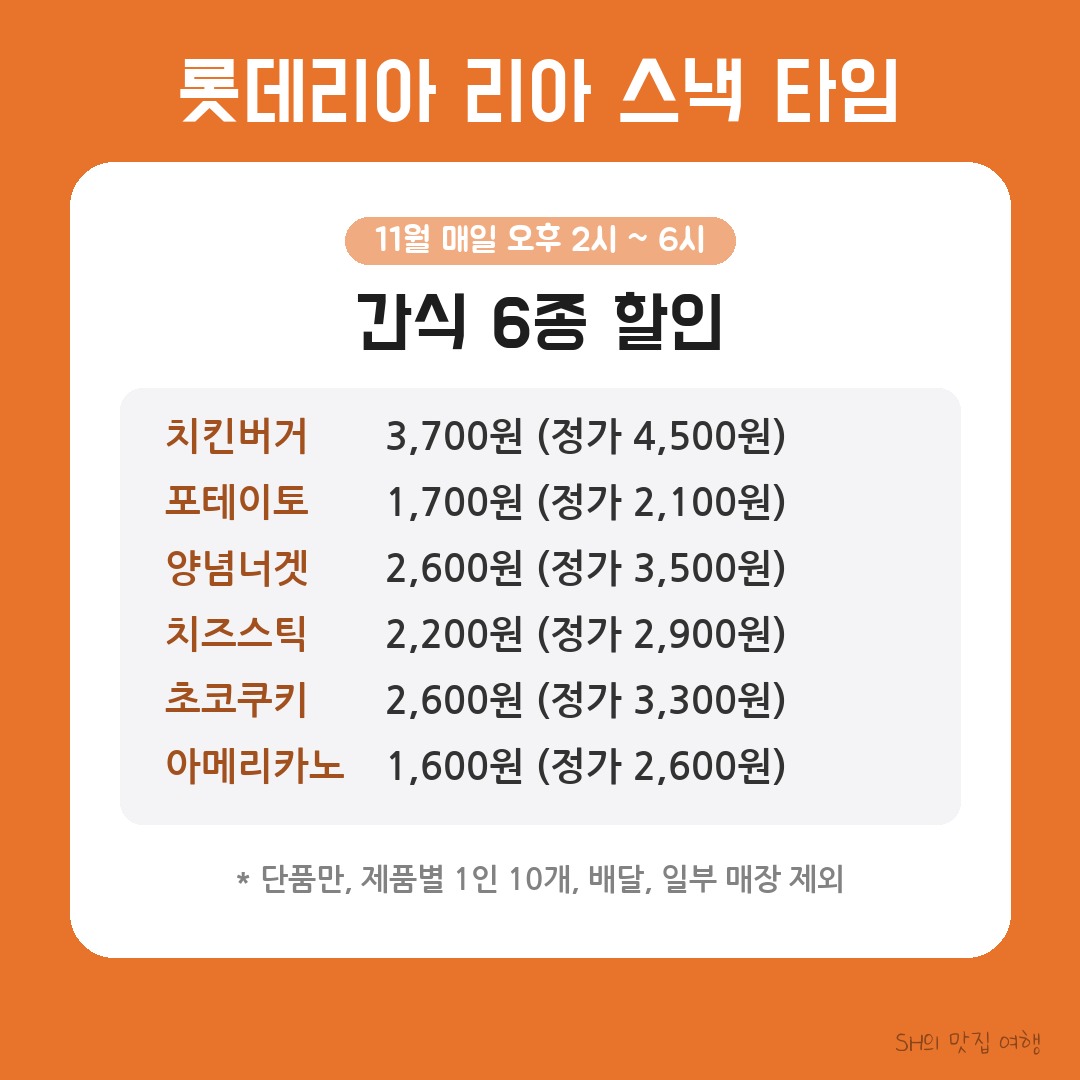 롯데리아 리아 스낵 타임
11월 매일 오후 2시 ~ 6시
간식 6종 할인
치킨버거 3,700원 (정가 4,500원)
포테이토 1,700원 (정가 2,100원)
양념너겟 2,600원 (정가 3,500원)
치즈스틱 2,200원 (정가 2,900원)
초코쿠키 2,600원 (정가 3,300원)
아메리카노 1,600원 (정가 2,600원)
* 단품만, 제품별 1인 10개, 배달, 일부 매장 제외
SH의 맛집 여행